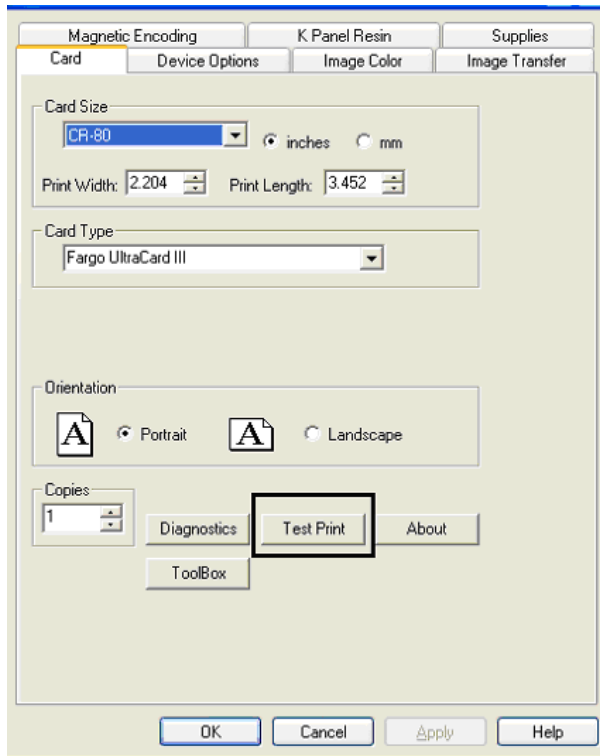 Magnetic Encoding K Panel Resin Supplies
Card Device Options Image Color Image Transfer
Card Size
CR-80 inches mm
Print Width: 2.204 Print Length: 3.452
Card Type
Fargo UltraCard III
Orientation
A Portrait A Landscape
Copies
1 Diagnostics Test Print About
ToolBox
OK Cancel Apply Help